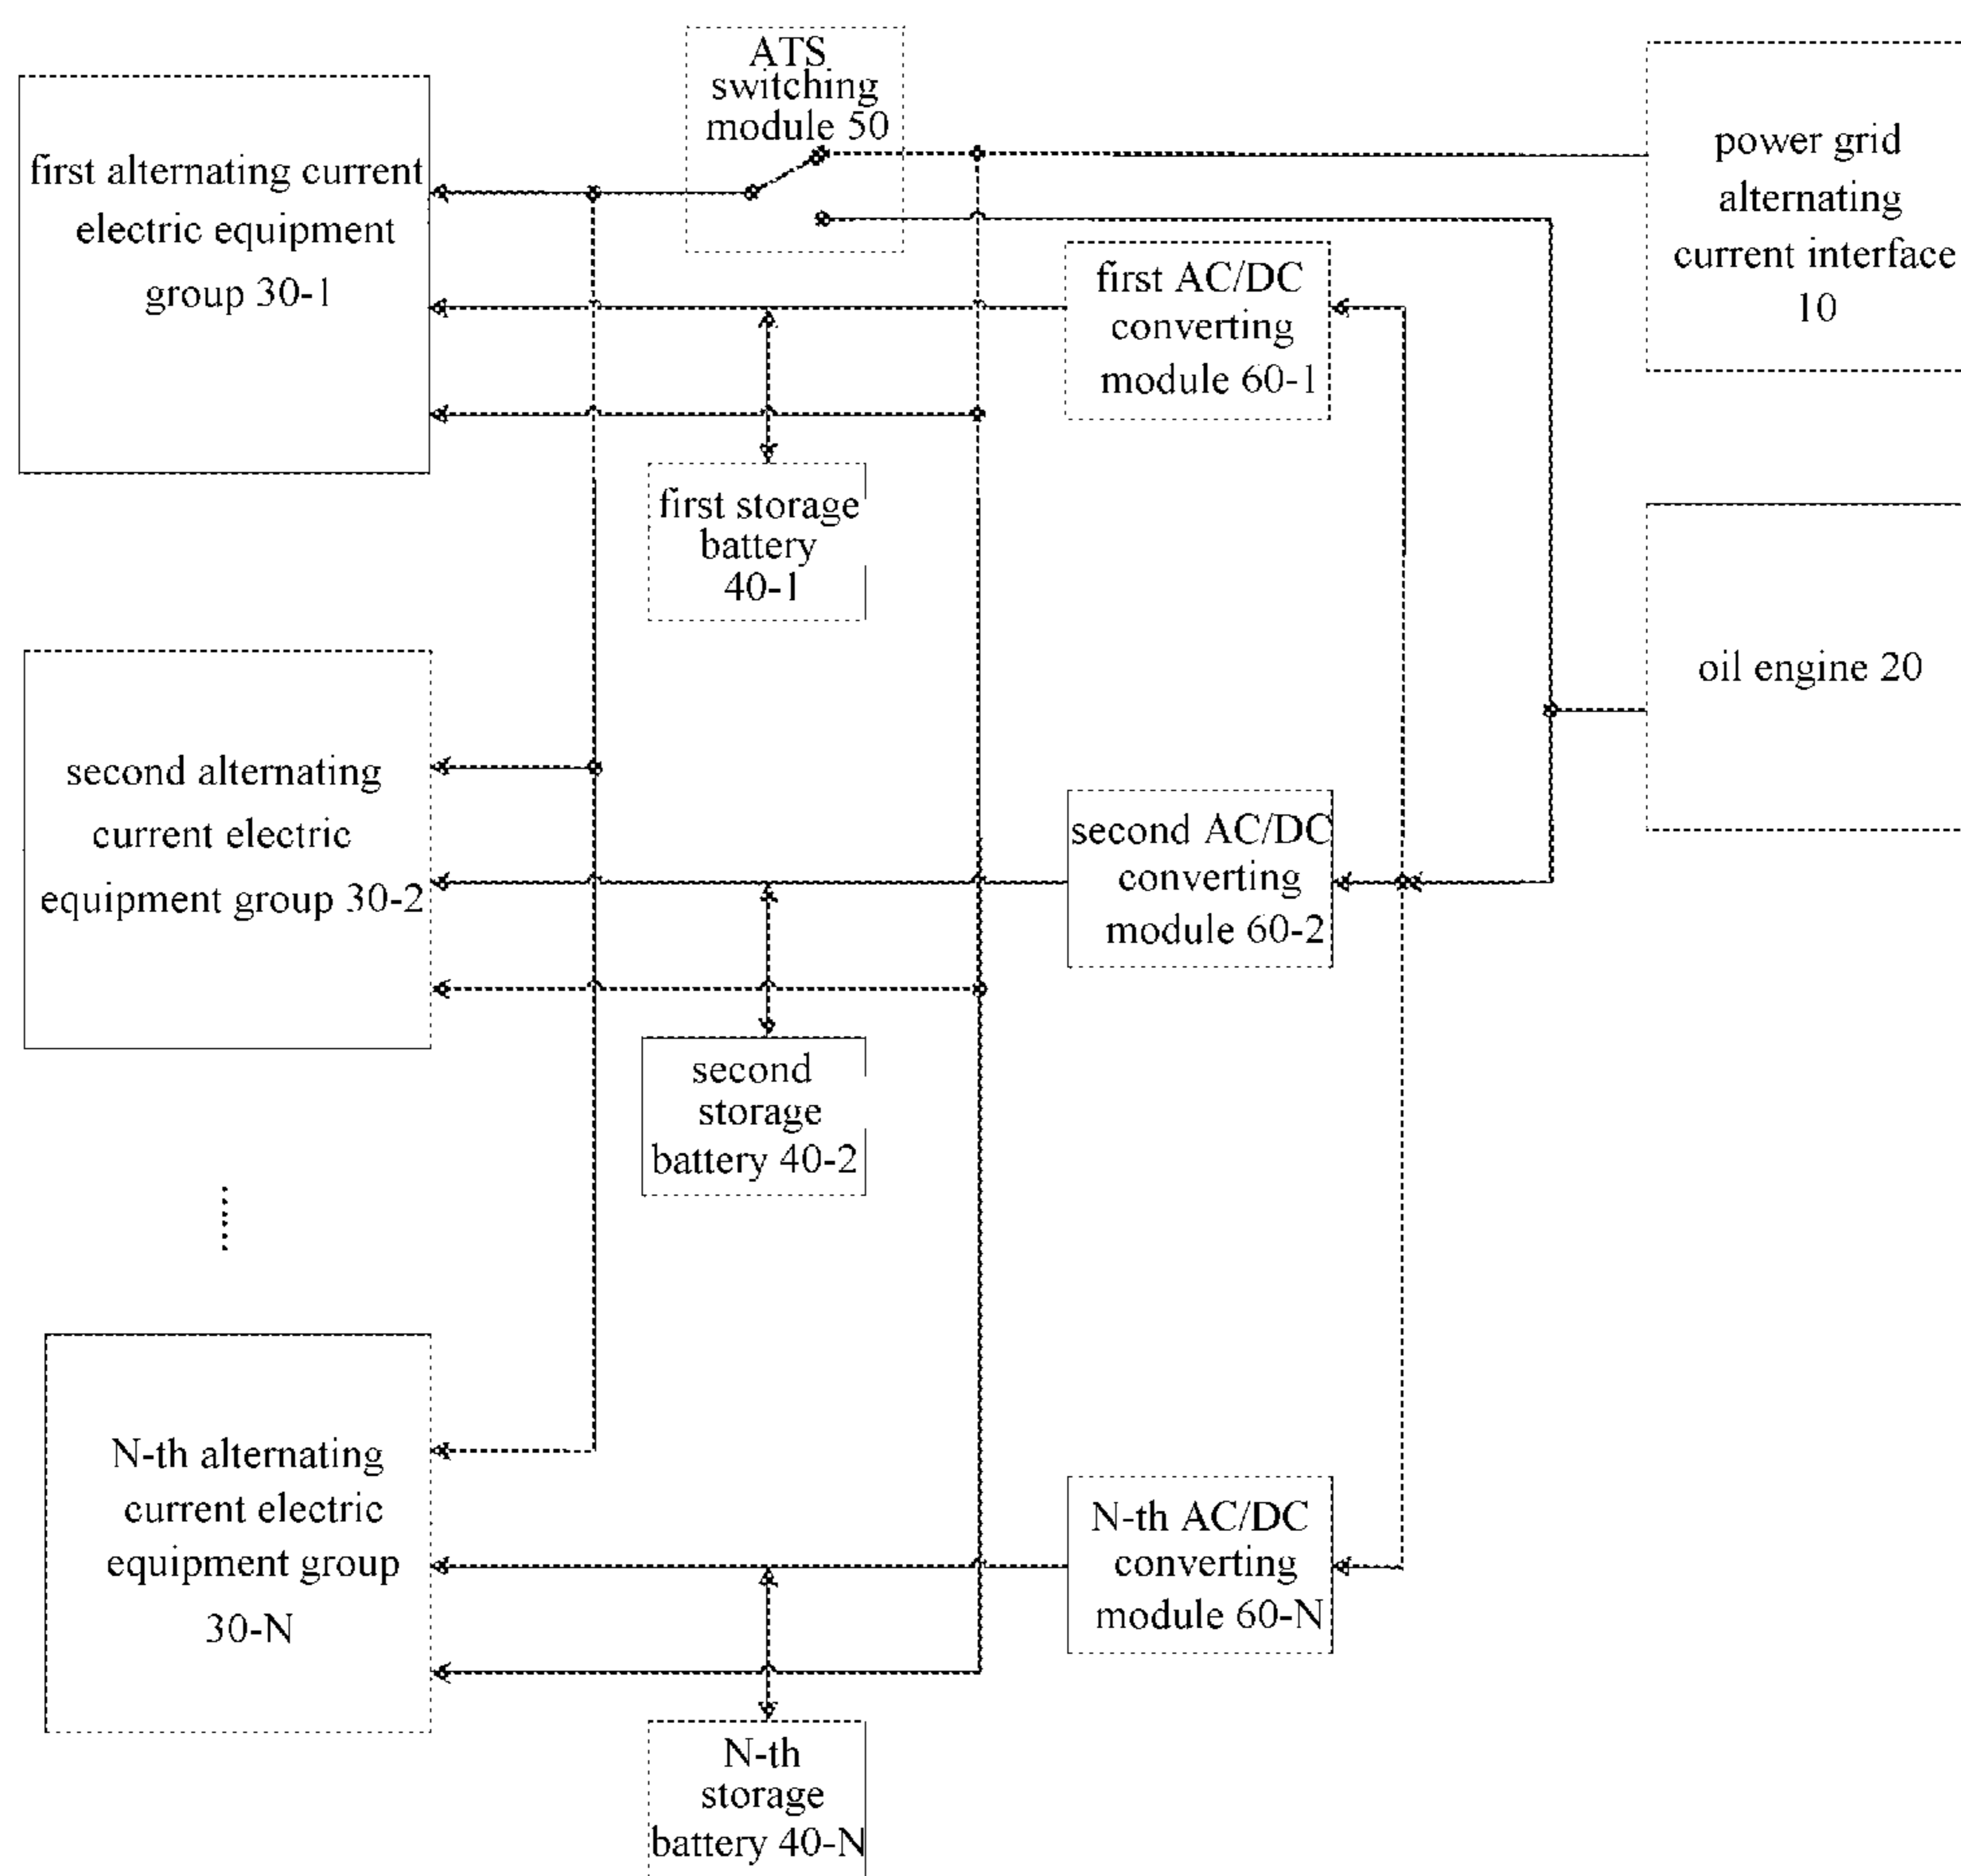 ATS
switching
module 50
first alternating current
electric equipment
group 30-1
power grid
alternating
current interface
10
first AC/DC
converting
module 60-1
first storage
battery
40-1
oil engine 20
second alternating
current electric
equipment group 30-2
second AC/DC
converting
module 60-2
second
storage
battery 40-2
......
N-th alternating
current electric
equipment group
30-N
N-th AC/DC
converting
module 60-N
N-th
storage
battery 40-N